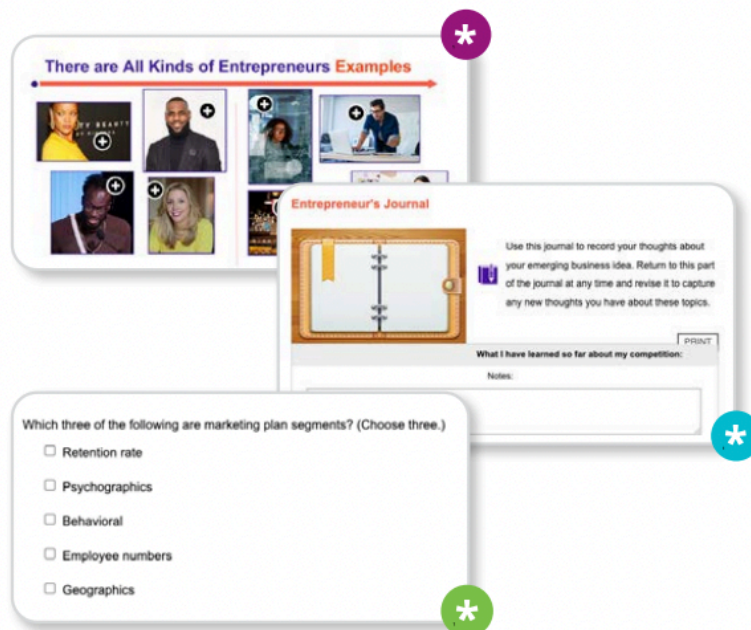 *
There are All Kinds of Entrepreneurs Examples
TY BEAUTY
Entrepreneur's Journal
Use this journal to record your thoughts about
your emerging business idea. Return to this part
of the journal at any time and revise it to capture
any new thoughts you have about these topics.
PRINT
What I have learned so far about my competition:
Notes:
*
Which three of the following are marketing plan segments? (Choose three.)
Retention rate
Psychographics
Behavioral
Employee numbers
Geographics
*